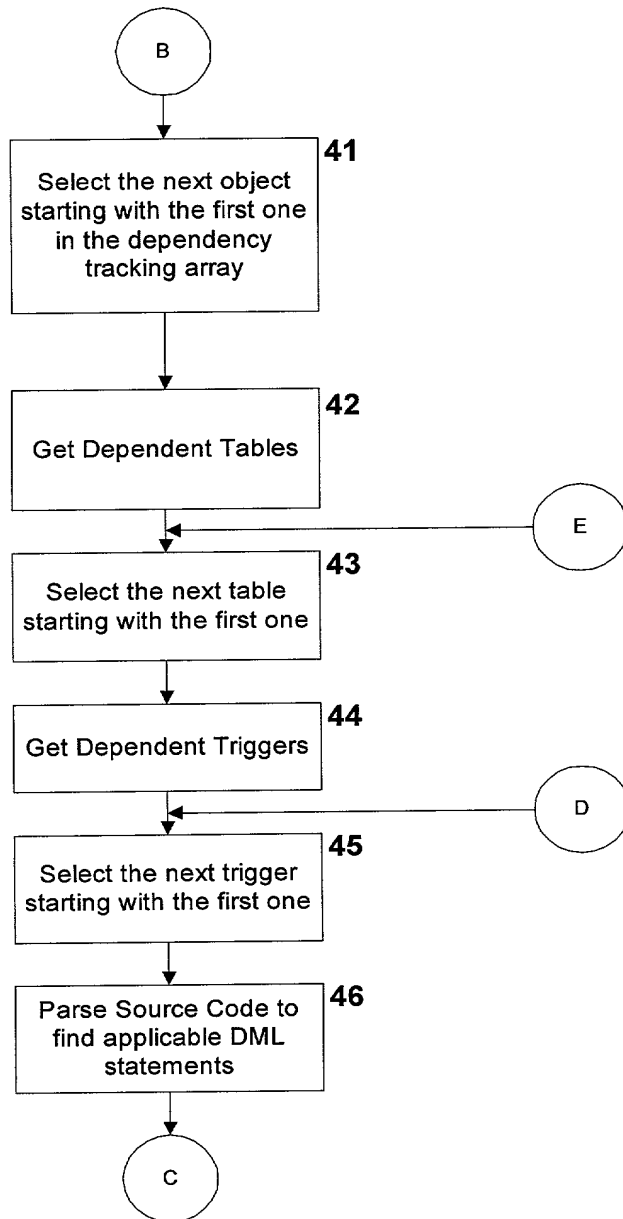 B
41
Select the next object
starting with the first one
in the dependency
tracking array
42
Get Dependent Tables
E
43
Select the next table
starting with the first one
44
Get Dependent Triggers
D
45
Select the next trigger
starting with the first one
46
Parse Source Code to
find applicable DML
statements
C